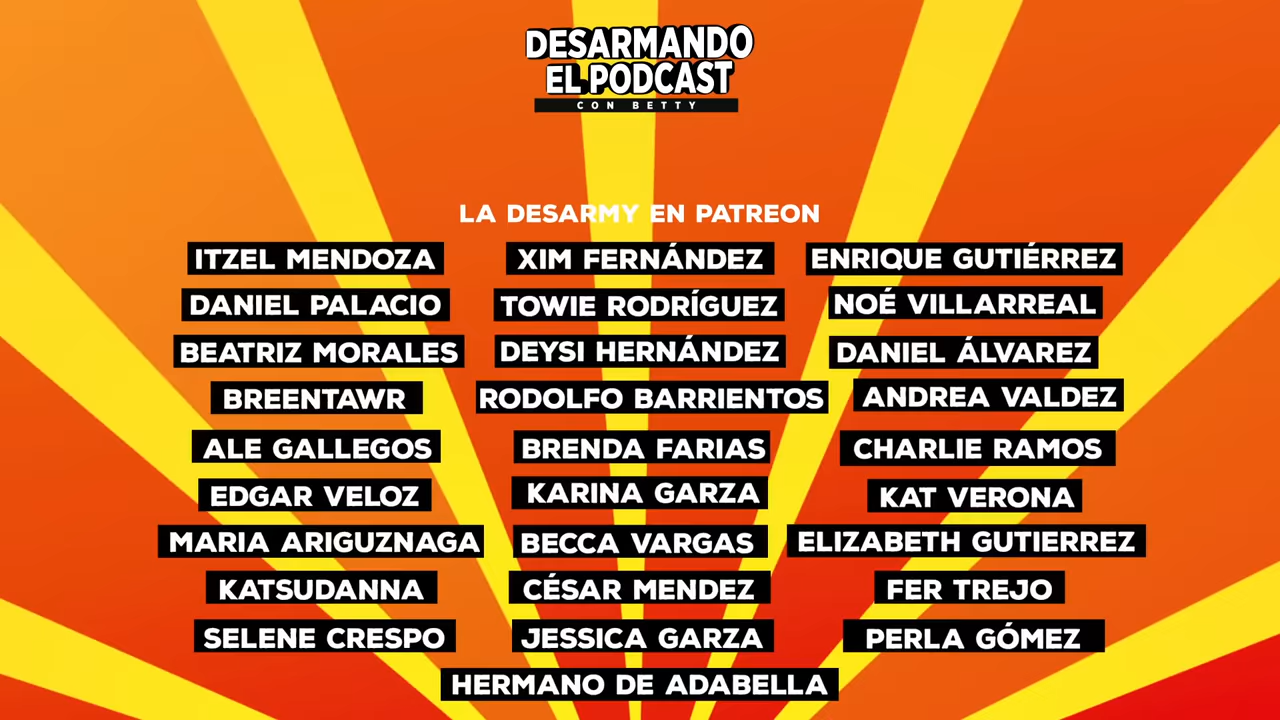 DESARMANDO
EL PODCAST
CON BETTY
LA DESARMY EN PATREON
ITZEL MENDOZA
XIM FERNÁNDEZ
ENRIQUE GUTIÉRREZ
DANIEL PALACIO
TOWIE RODRÍGUEZ
NOÉ VILLARREAL
BEATRIZ MORALES
DEYSI HERNÁNDEZ
DANIEL ÁLVAREZ
BREENTAWR
RODOLFO BARRIENTOS
ANDREA VALDEZ
ALE GALLEGOS
BRENDA FARIAS
CHARLIE RAMOS
EDGAR VELOZ
KARINA GARZA
KAT VERONA
MARIA ARIGUZNAGA
BECCA VARGAS
ELIZABETH GUTIERREZ
KATSUDANNA
CÉSAR MENDEZ
FER TREJO
SELENE CRESPO
JESSICA GARZA
PERLA GÓMEZ
HERMANO DE ADABELLA